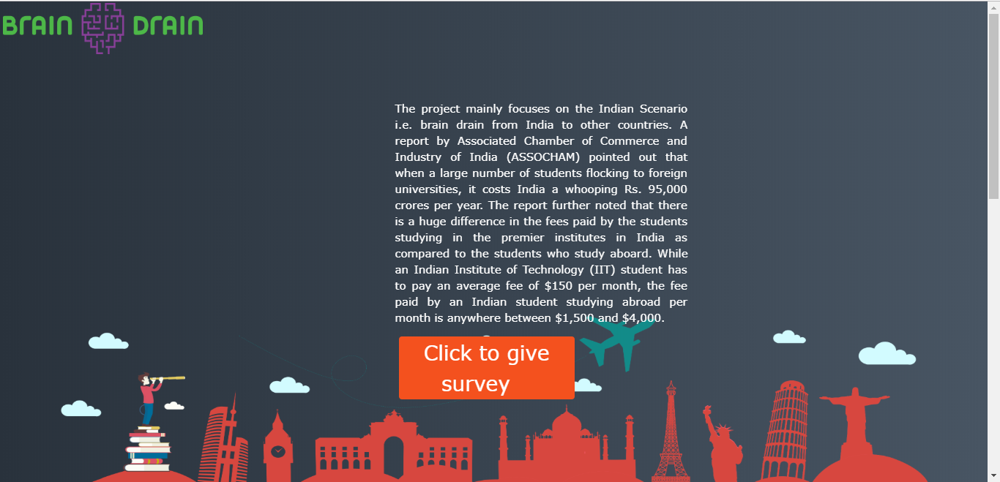 Brain Drain
The project mainly focuses on the Indian Scenario
i.e. brain drain from India to other countries. A
report by Associated Chamber of Commerce and
Industry of India (ASSOCHAM) pointed out that
when a large number of students flocking to foreign
universities, it costs India a whooping Rs. 95,000
crores per year. The report further noted that there
is a huge difference in the fees paid by the students
studying in the premier institutes in India as
compared to the students who study aboard. While
an Indian Institute of Technology (IIT) student has
to pay an average fee of $150 per month, the fee
paid by an Indian student studying abroad per
month is anywhere between $1,500 and $4,000.
Click to give
survey